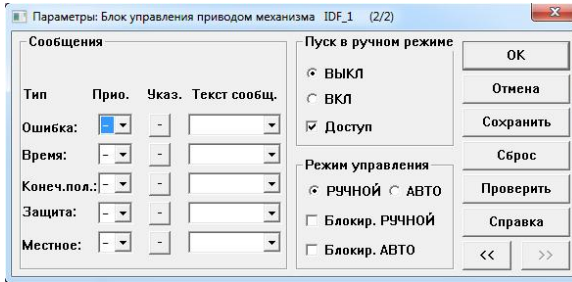 Параметры: Блок управления приводом механизма IDF_1 (2/2)
Сообщения
Тип Прио. Указ. Текст сообщ.
Ошибка: - -
Время: - -
Конеч.пол.: - -
Защита: - -
Местное: - -
Пуск в ручном режиме
ВЫКЛ
ВКЛ
Доступ
Режим управления
РУЧНОЙ АВТО
Блокир. РУЧНОЙ
Блокир. АВТО
OK
Отмена
Сохранить
Сброс
Проверить
Справка
<< >>